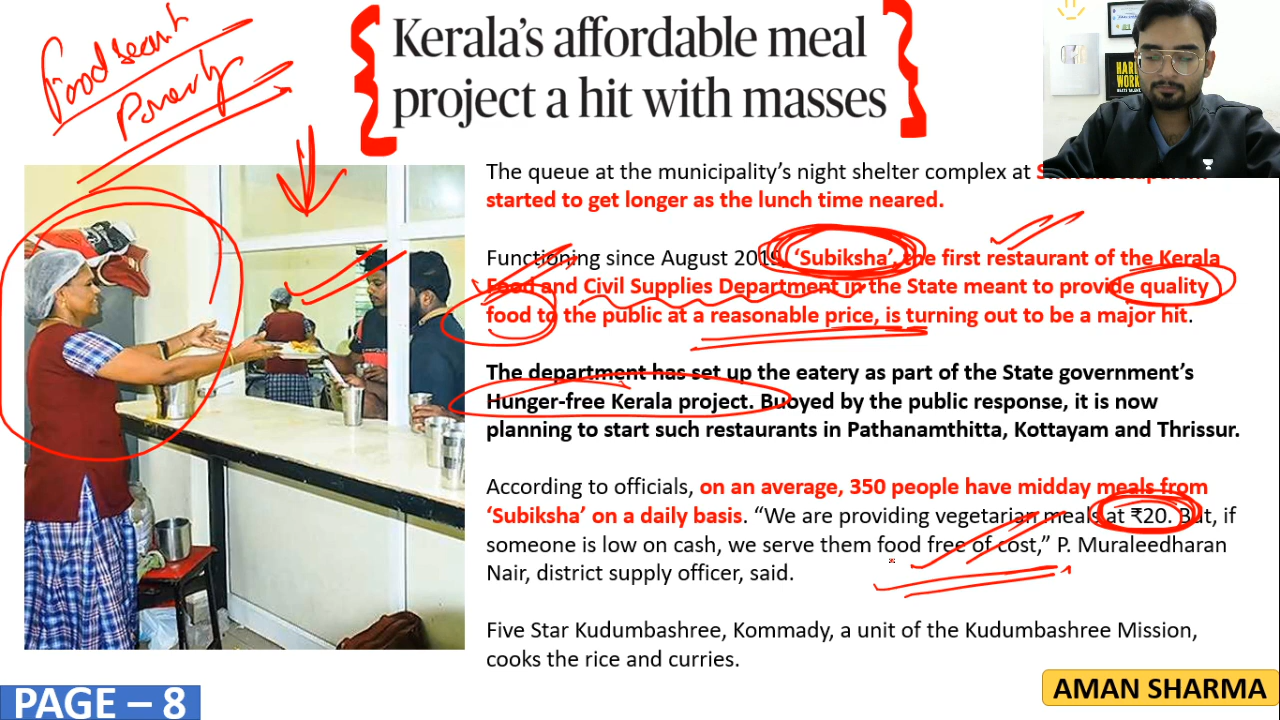 Food
Kerala's affordable meal
project a hit with masses
HARD
WORK
The queue at the municipality's night shelter complex at
started to get longer as the lunch time neared.
Functioning since August 2019, 'Subiksha', the first restaurant of the Kerala
Food and Civil Supplies Department in the State meant to provide quality
food to the public at a reasonable price, is turning out to be a major hit.
The department has set up the eatery as part of the State government's
Hunger-free Kerala project. Buoyed by the public response, it is now
planning to start such restaurants in Pathanamthitta, Kottayam and Thrissur.
According to officials, on an average, 350 people have midday meals from
'Subiksha' on a daily basis. “We are providing vegetarian meals at ₹20. But, if
someone is low on cash, we serve them food free of cost,” P. Muraleedharan
Nair, district supply officer, said.
Five Star Kudumbashree, Kommady, a unit of the Kudumbashree Mission,
cooks the rice and curries.
PAGE – 8
AMAN SHARMA